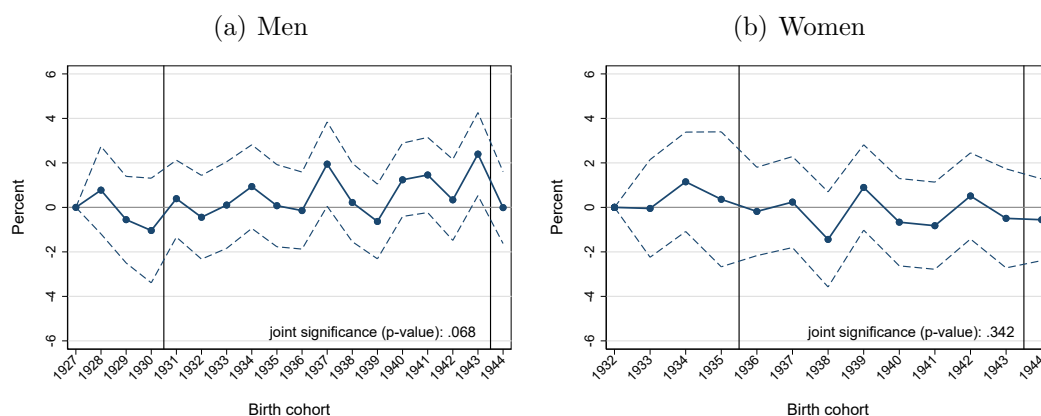 (a) Men
Percent
6
4
2
0
-2
-4
-6
joint significance (p-value): .068
1927 1928 1929 1930 1931 1932 1933 1934 1935 1936 1937 1938 1939 1940 1941 1942 1943 1944
Birth cohort
(b) Women
Percent
6
4
2
0
-2
-4
-6
joint significance (p-value): .342
1932 1933 1934 1935 1936 1937 1938 1939 1940 1941 1942 1943 1944
Birth cohort